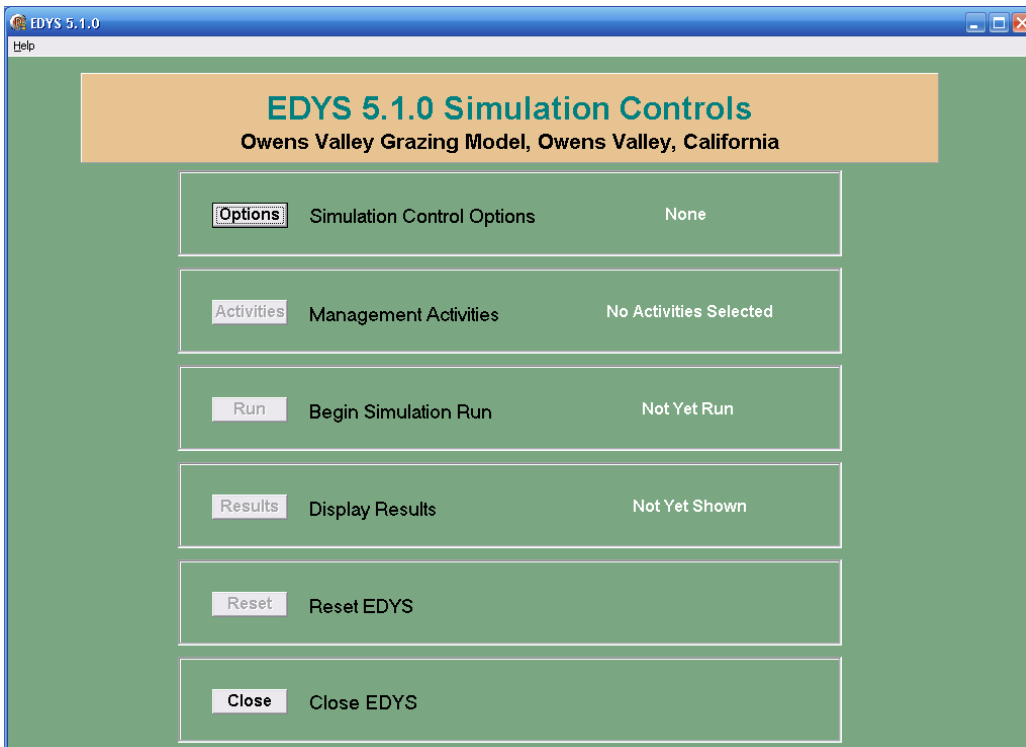 EDYS 5.1.0
Help
EDYS 5.1.0 Simulation Controls
Owens Valley Grazing Model, Owens Valley, California
Options Simulation Control Options None
Activities Management Activities No Activities Selected
Run Begin Simulation Run Not Yet Run
Results Display Results Not Yet Shown
Reset Reset EDYS
Close Close EDYS